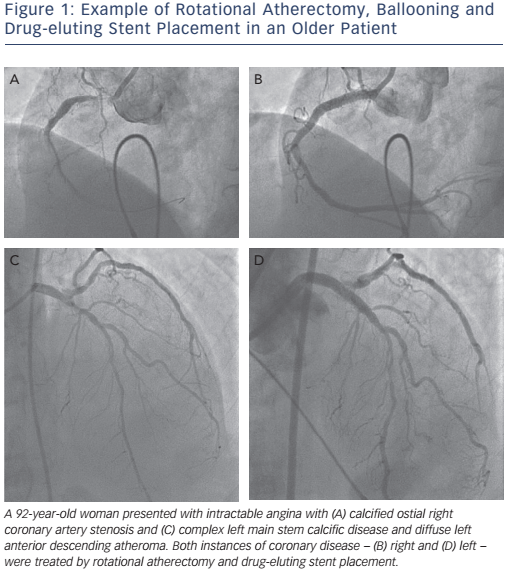 Figure 1: Example of Rotational Atherectomy, Ballooning and
Drug-eluting Stent Placement in an Older Patient
A
B
C
D
A 92-year-old woman presented with intractable angina with (A) calcified ostial right
coronary artery stenosis and (C) complex left main stem calcific disease and diffuse left
anterior descending atheroma. Both instances of coronary disease – (B) right and (D) left –
were treated by rotational atherectomy and drug-eluting stent placement.